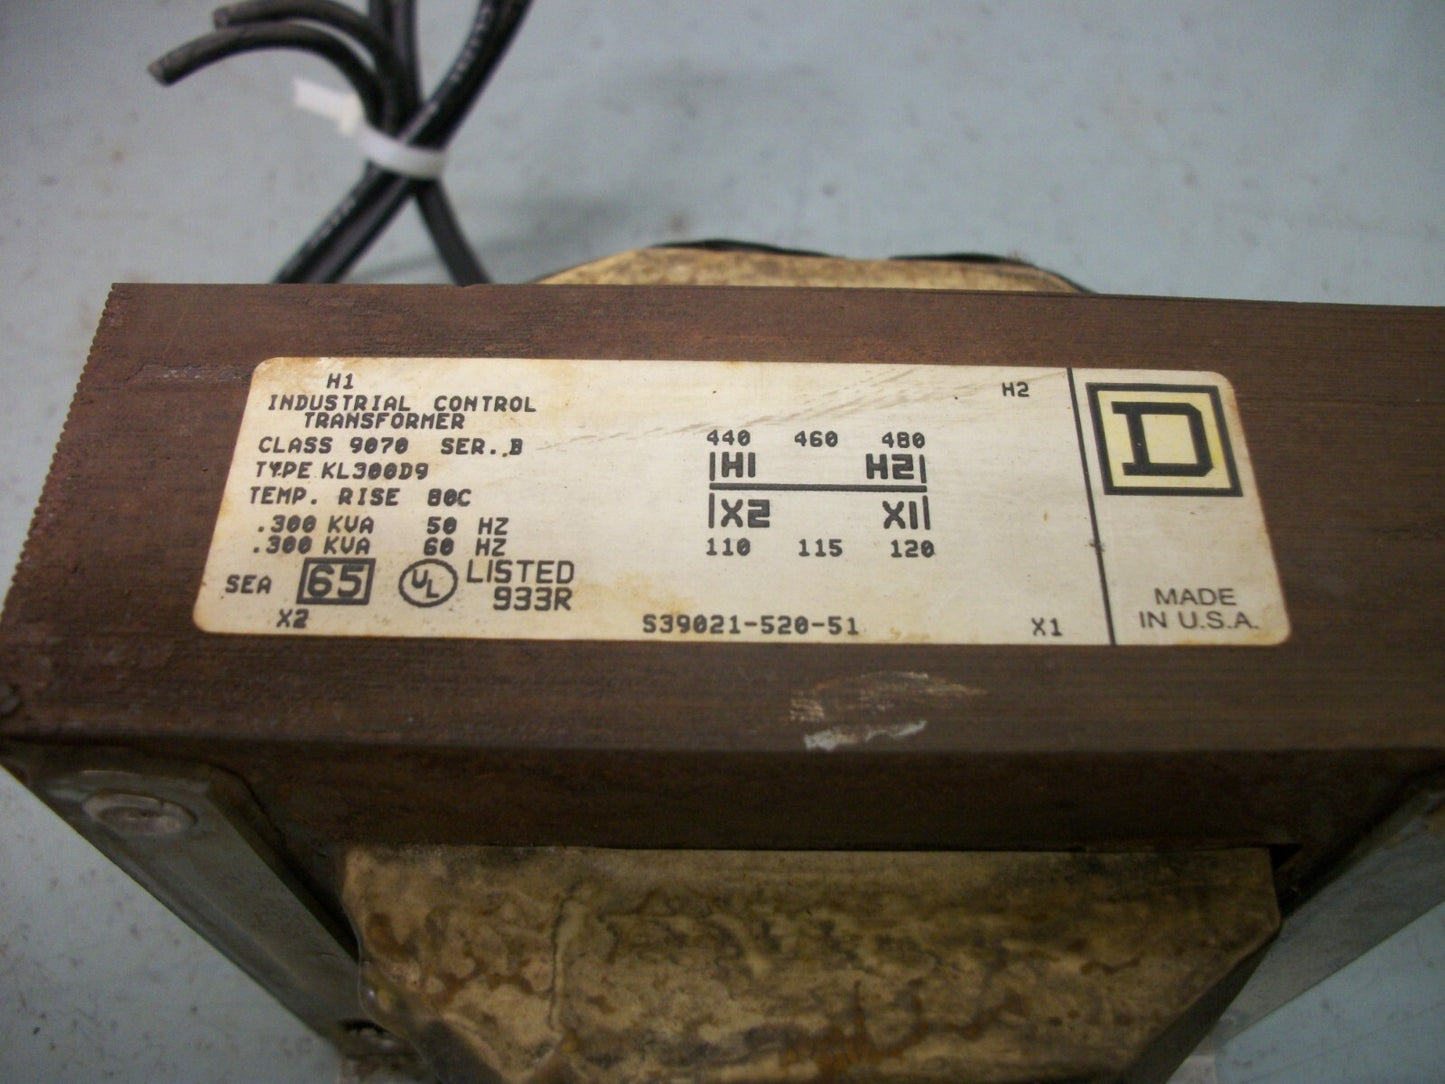 H1
H2
INDUSTRIAL CONTROL
TRANSFORMER
CLASS 9070 SER. B
TYPE KL300D9
TEMP. RISE 80C
.300 KVA 50 HZ
.300 KVA 60 HZ
SEA 65 UL LISTED
933R
X2
440 460 480
H1 H2
X2 X1
110 115 120
S39021-520-51
X1
D
MADE
IN U.S.A.